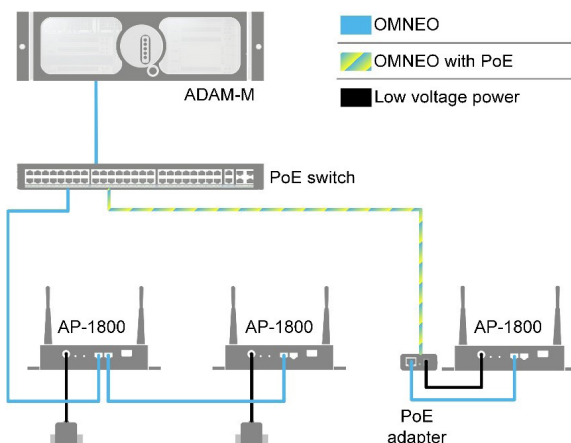 OMNEO
OMNEO with PoE
Low voltage power
ADAM-M
PoE switch
AP-1800
AP-1800
AP-1800
PoE
adapter